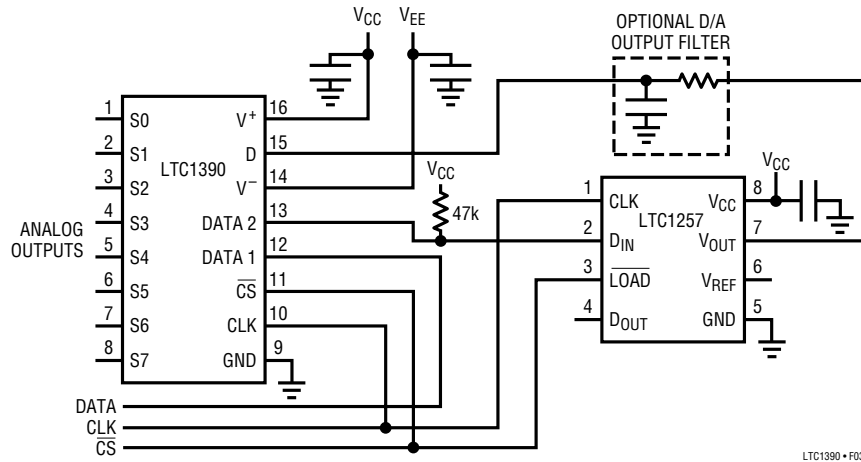 OPTIONAL D/A
OUTPUT FILTER
VCC
VEE
1 S0
2 S1
3 S2
4 S3
5 S4
6 S5
7 S6
8 S7
LTC1390
V+ 16
D 15
V− 14
DATA 2 13
DATA 1 12
CS 11
CLK 10
GND 9
ANALOG
OUTPUTS
VCC
47k
1 CLK
2 DIN
3 LOAD
4 DOUT
LTC1257
VCC 8
VOUT 7
VREF 6
GND 5
VCC
DATA
CLK
CS
LTC1390 • F03